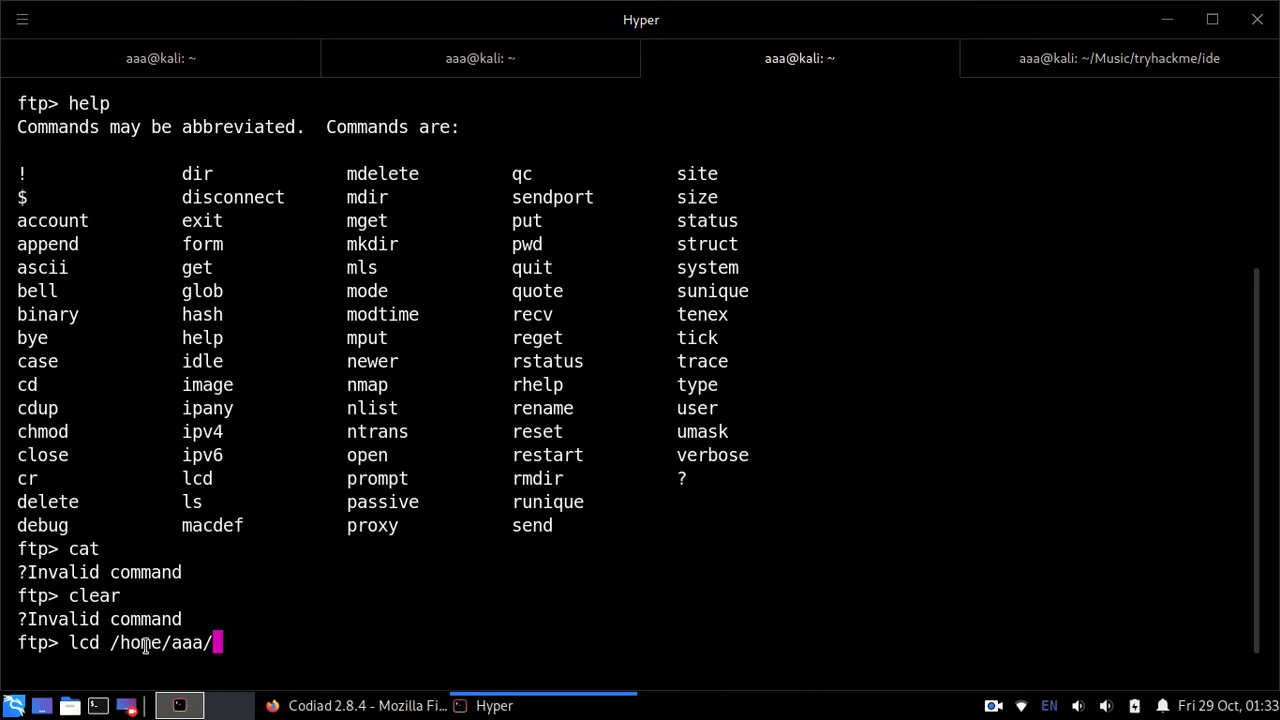 Hyper
aaa@kali: ~ aaa@kali: ~ aaa@kali: ~ aaa@kali: ~/Music/tryhackme/ide
ftp> help
Commands may be abbreviated.  Commands are:
! dir mdelete qc site
$ disconnect mdir sendport size
account exit mget put status
append form mkdir pwd struct
ascii get mls quit system
bell glob mode quote sunique
binary hash modtime recv tenex
bye help mput reget tick
case idle newer rstatus trace
cd image nmap rhelp type
cdup ipany nlist rename user
chmod ipv4 ntrans reset umask
close ipv6 open restart verbose
cr lcd prompt rmdir ?
delete ls passive runique
debug macdef proxy send
ftp> cat
?Invalid command
ftp> clear
?Invalid command
ftp> lcd /home/aaa/
Codiad 2.8.4 - Mozilla Fi... Hyper EN Fri 29 Oct, 01:33